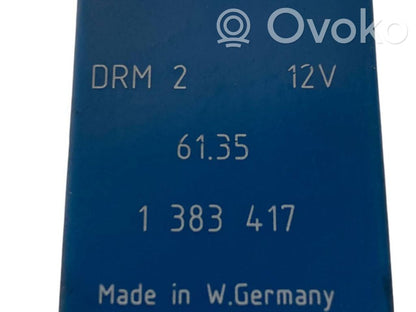 Ovoko
DRM 2 12V
61.35
1 383 417
Made in W.Germany